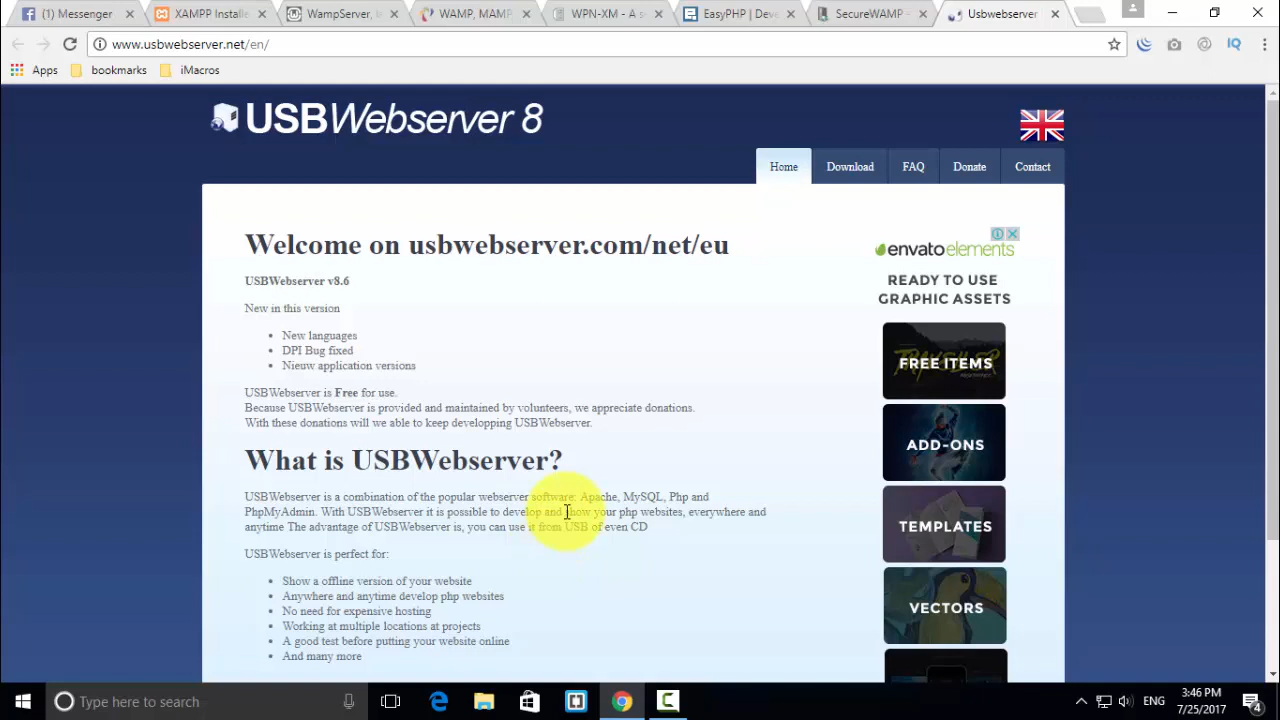 (1) Messenger
XAMPP Installe
WampServer, l
WAMP, MAMP
WPN-XM - A s
EasyPHP | Dev
SecureWAMP
Usbwebserver
www.usbwebserver.net/en/
Apps
bookmarks
iMacros
USBWebserver 8
Home
Download
FAQ
Donate
Contact
Welcome on usbwebserver.com/net/eu
USBWebserver v8.6
New in this version
New languages
DPI Bug fixed
Nieuw application versions
USBWebserver is Free for use.
Because USBWebserver is provided and maintained by volunteers, we appreciate donations.
With these donations will we able to keep developping USBWebserver.
What is USBWebserver?
USBWebserver is a combination of the popular webserver software: Apache, MySQL, Php and
PhpMyAdmin. With USBWebserver it is possible to develop and show your php websites, everywhere and
anytime The advantage of USBWebserver is, you can use it from USB of even CD
USBWebserver is perfect for:
Show a offline version of your website
Anywhere and anytime develop php websites
No need for expensive hosting
Working at multiple locations at projects
A good test before putting your website online
And many more
envatoelements
READY TO USE
GRAPHIC ASSETS
FREE ITEMS
ADD-ONS
TEMPLATES
VECTORS
Type here to search
ENG
3:46 PM
7/25/2017
4